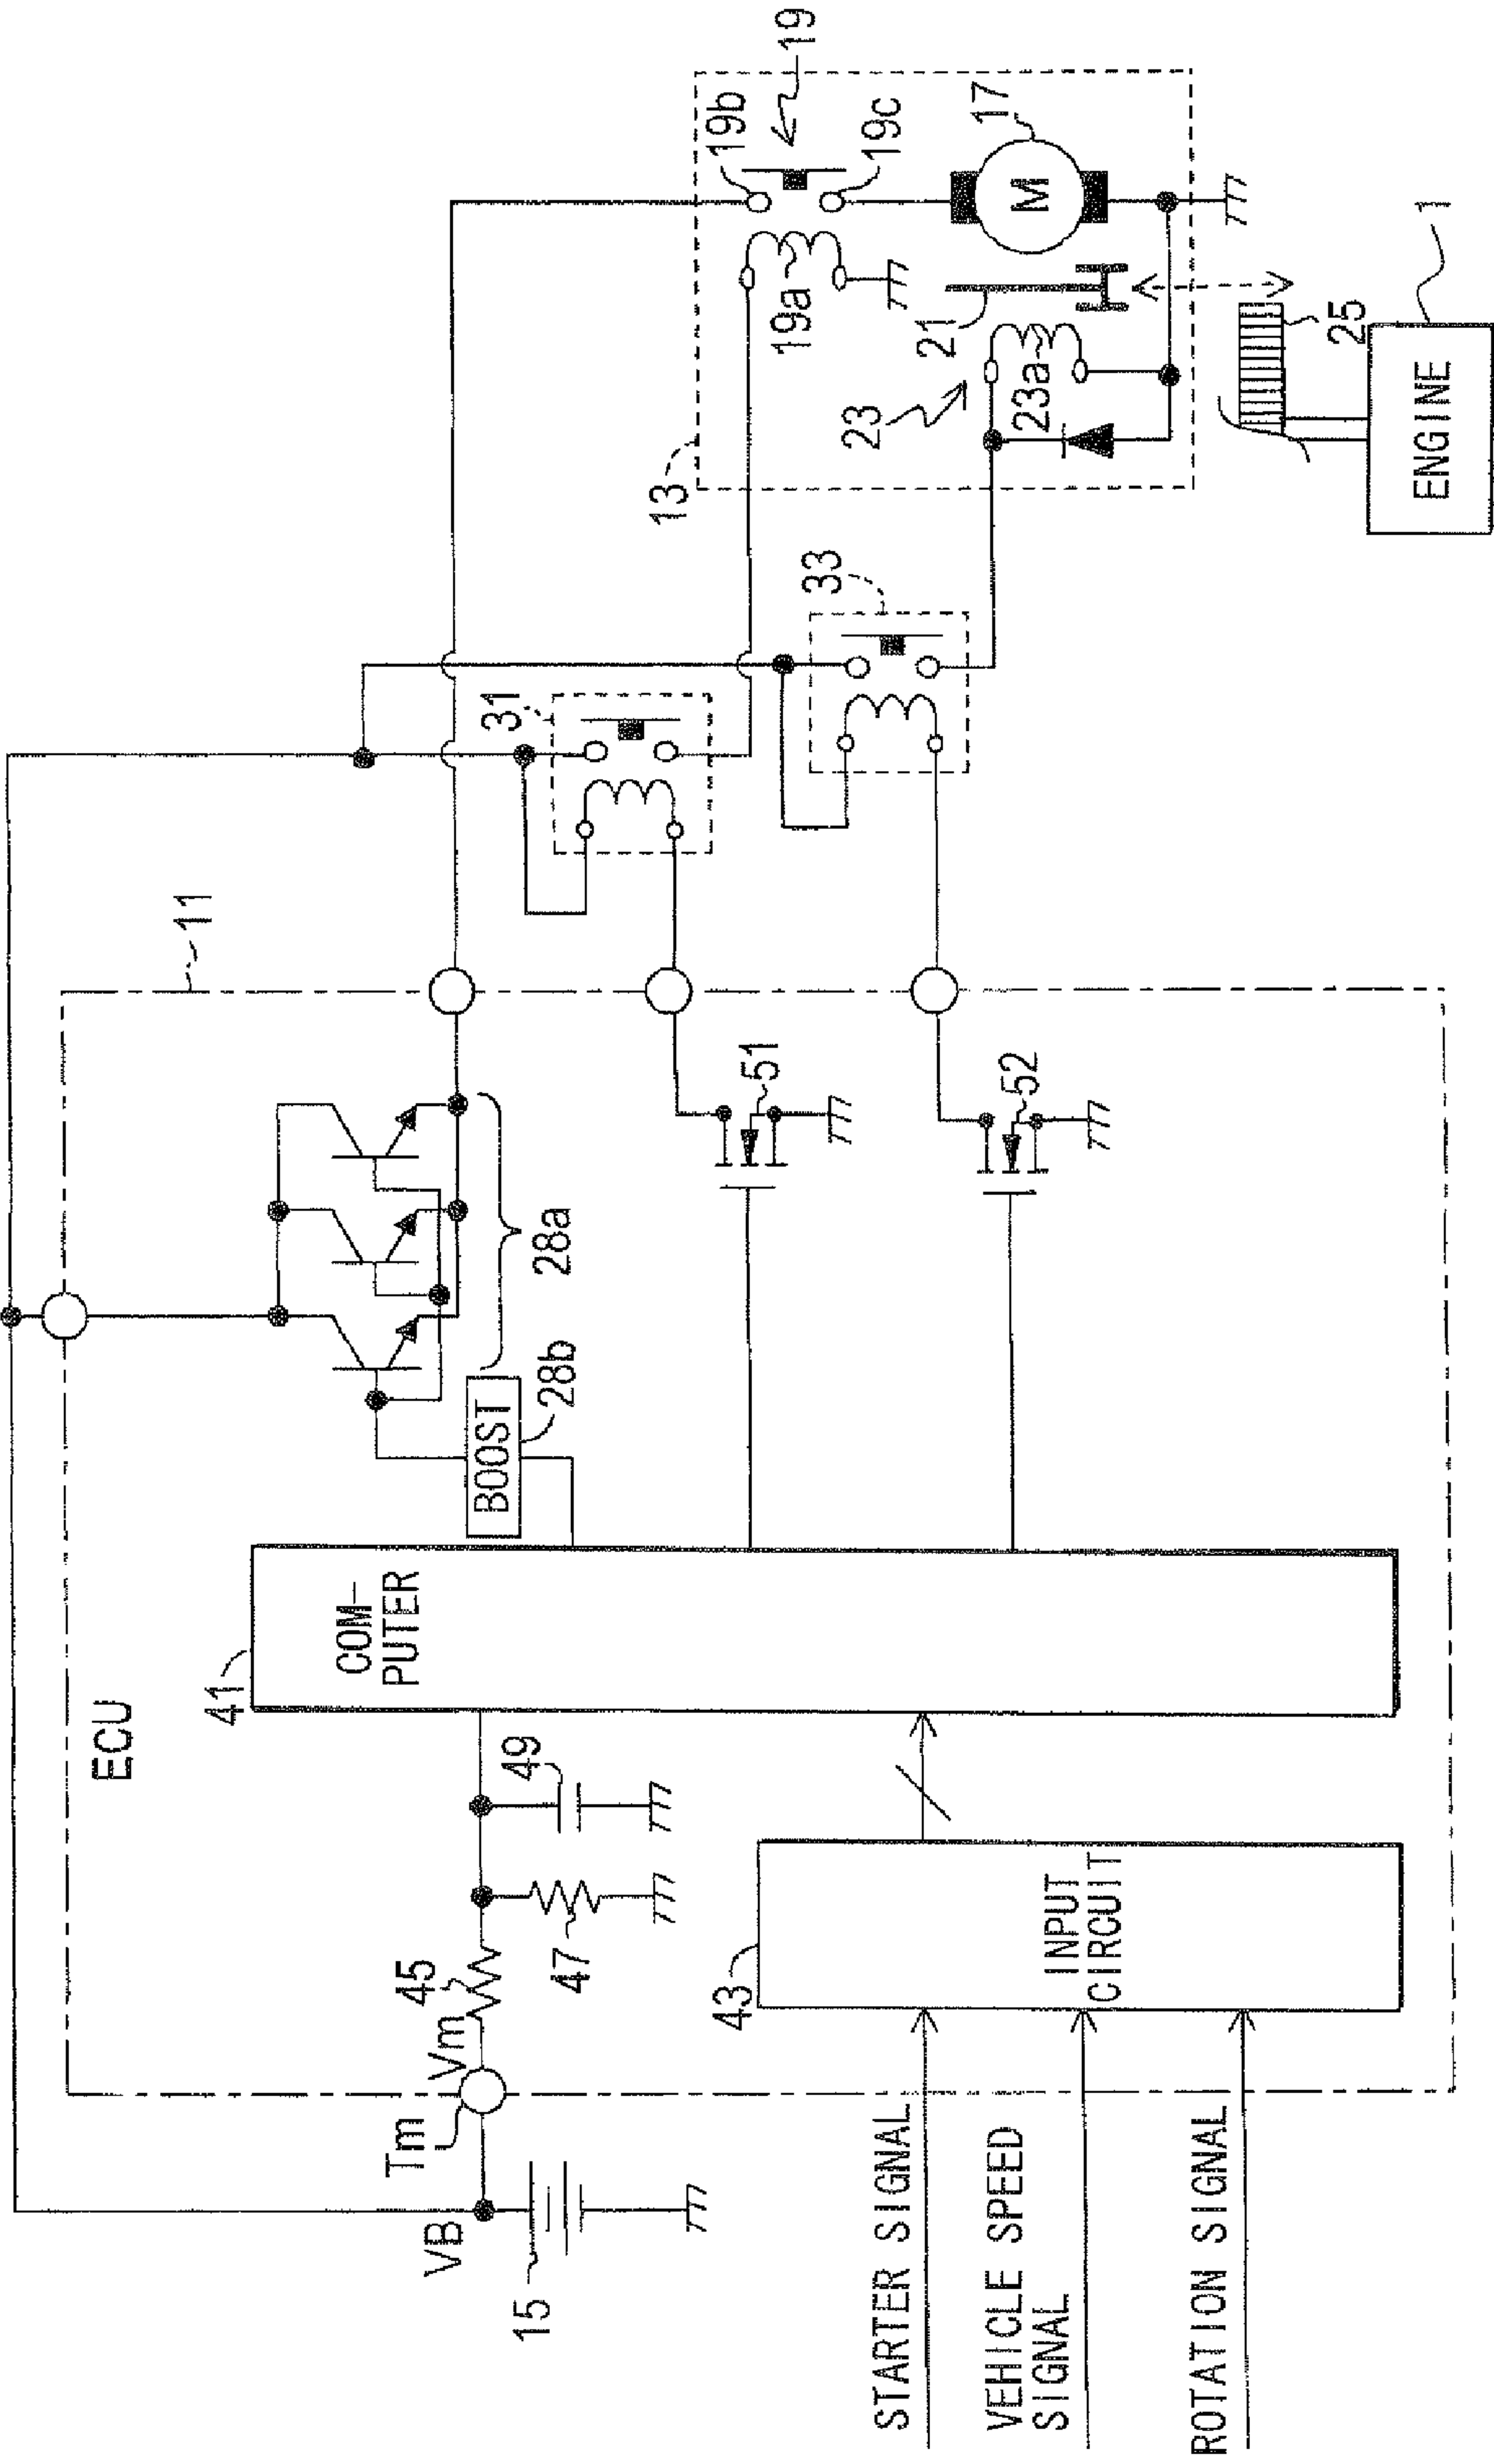 ECU
11
VB
15
Tm
Vm
45
47
49
41
COM-
PUTER
BOOST
28b
28a
51
52
43
INPUT
CIRCUIT
STARTER SIGNAL
VEHICLE SPEED
SIGNAL
ROTATION SIGNAL
31
33
13
19
19b
19c
19a
17
M
21
23
23a
25
1
ENGINE